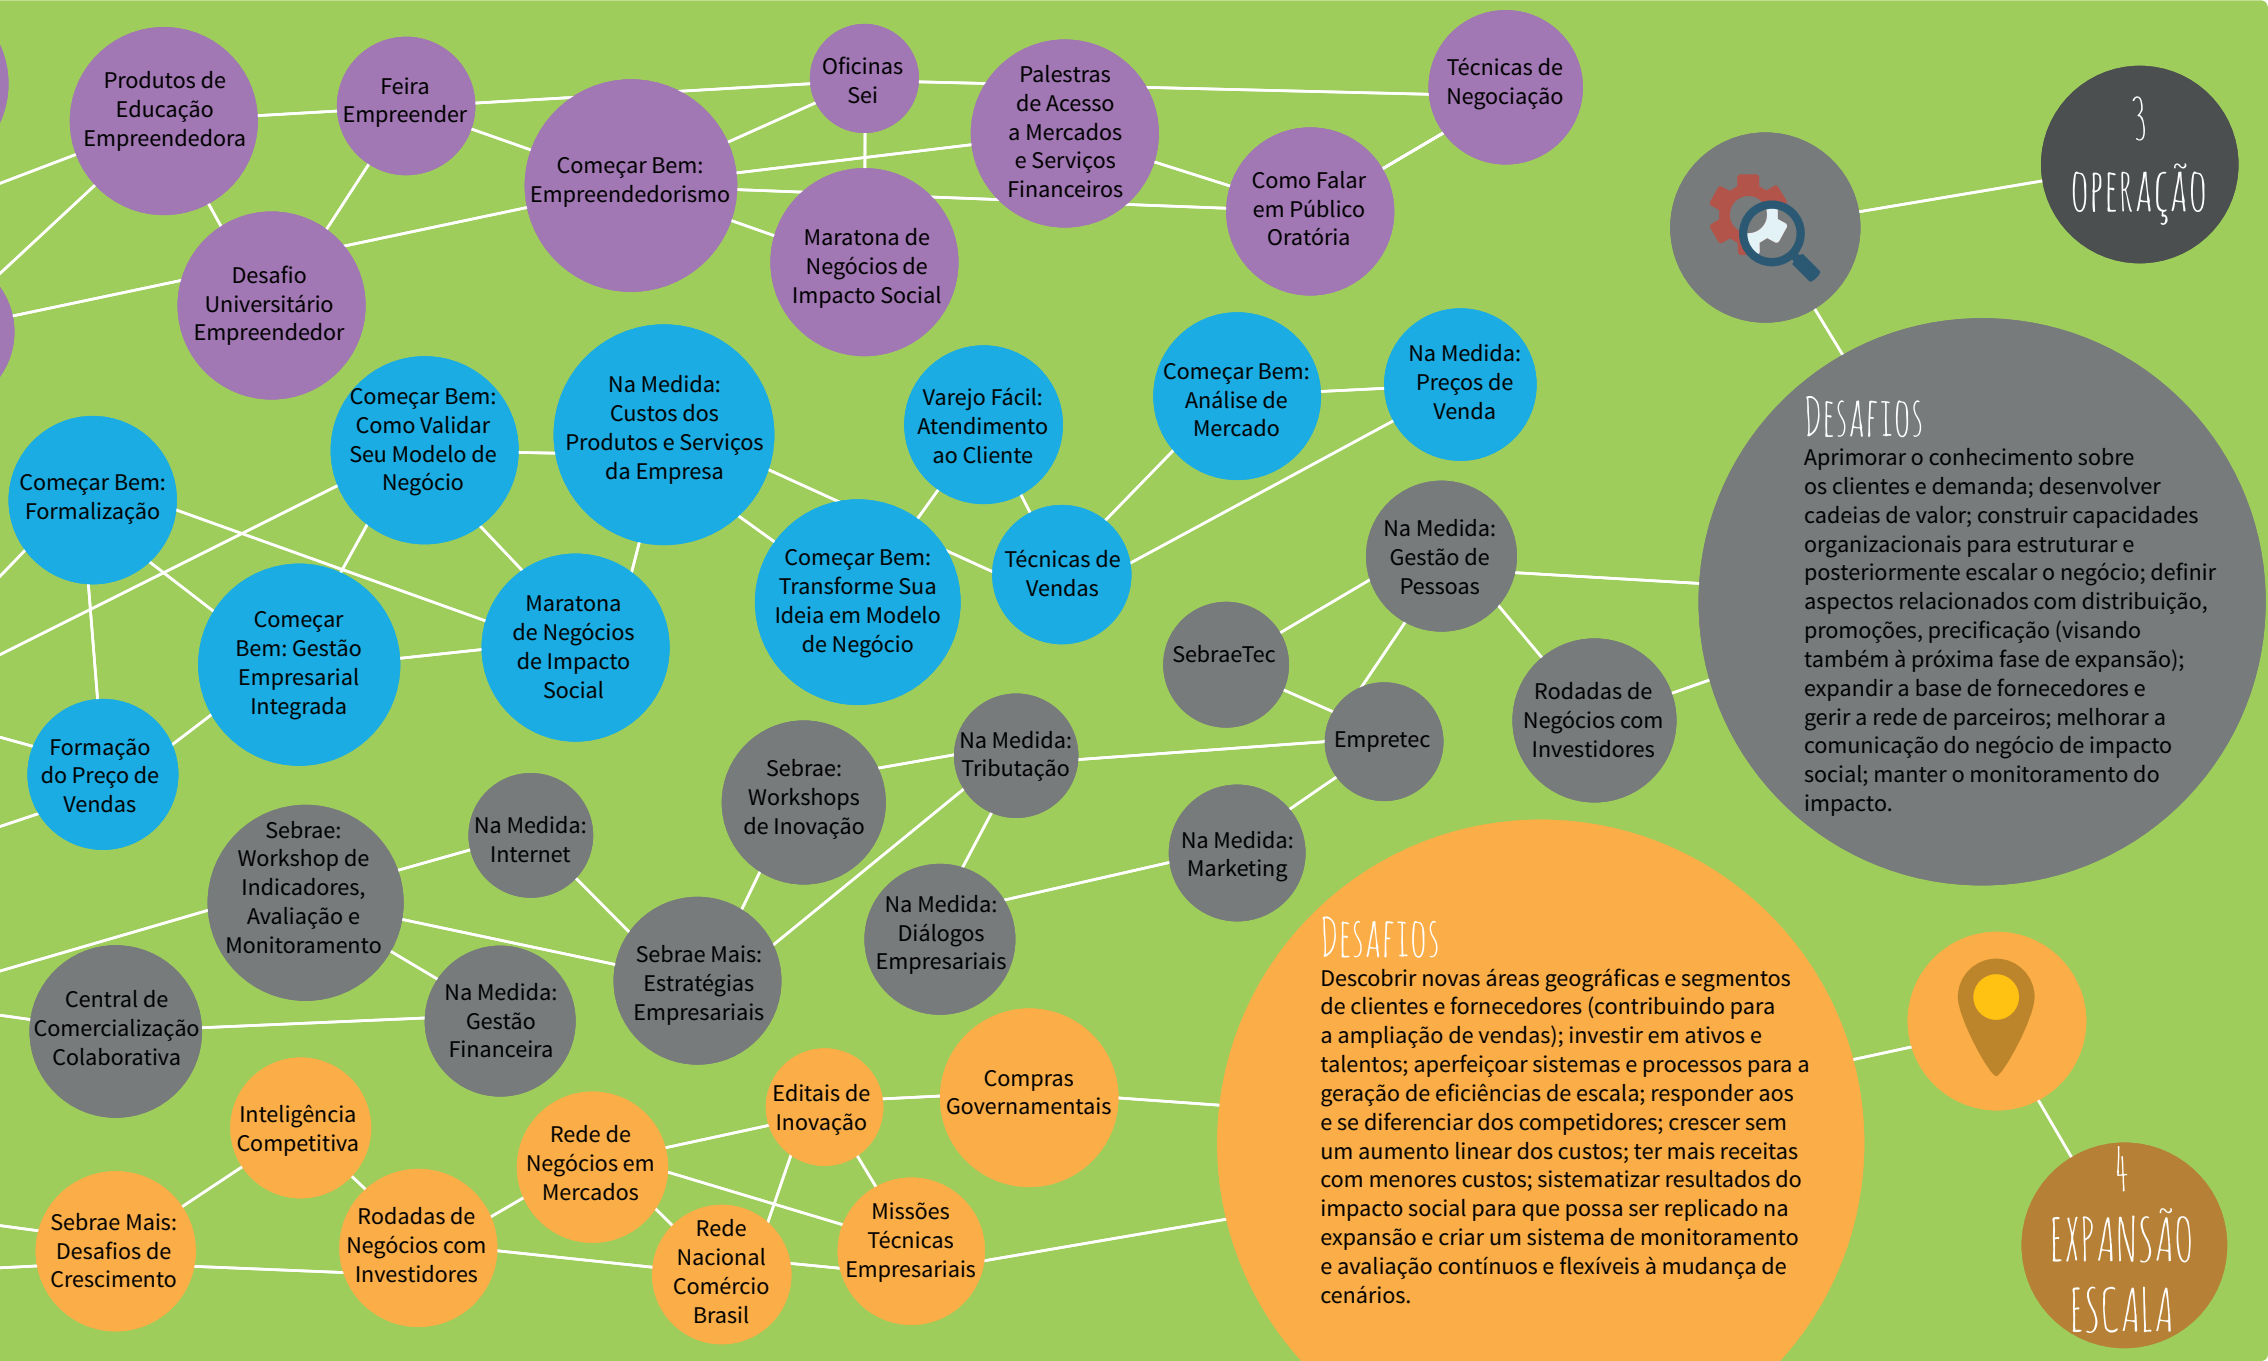 Produtos de
Educação
Empreendedora
Feira
Empreender
Oficinas
Sei
Palestras
de Acesso
a Mercados
e Serviços
Financeiros
Técnicas de
Negociação
Começar Bem:
Empreendedorismo
Como Falar
em Público
Oratória
Maratona de
Negócios de
Impacto Social
Desafio
Universitário
Empreendedor
3
OPERAÇÃO
Começar Bem:
Como Validar
Seu Modelo de
Negócio
Na Medida:
Custos dos
Produtos e Serviços
da Empresa
Varejo Fácil:
Atendimento
ao Cliente
Começar Bem:
Análise de
Mercado
Na Medida:
Preços de
Venda
Começar Bem:
Formalização
Começar
Bem: Gestão
Empresarial
Integrada
Maratona
de Negócios
de Impacto
Social
Começar Bem:
Transforme Sua
Ideia em Modelo
de Negócio
Técnicas de
Vendas
Formação
do Preço de
Vendas
Na Medida:
Gestão de
Pessoas
SebraeTec
Rodadas de
Negócios com
Investidores
Empretec
Na Medida:
Tributação
Sebrae:
Workshops
de Inovação
Na Medida:
Marketing
Na Medida:
Internet
Sebrae:
Workshop de
Indicadores,
Avaliação e
Monitoramento
Na Medida:
Diálogos
Empresariais
Sebrae Mais:
Estratégias
Empresariais
Na Medida:
Gestão
Financeira
Central de
Comercialização
Colaborativa
DESAFIOS
Aprimorar o conhecimento sobre
os clientes e demanda; desenvolver
cadeias de valor; construir capacidades
organizacionais para estruturar e
posteriormente escalar o negócio; definir
aspectos relacionados com distribuição,
promoções, precificação (visando
também à próxima fase de expansão);
expandir a base de fornecedores e
gerir a rede de parceiros; melhorar a
comunicação do negócio de impacto
social; manter o monitoramento do
impacto.
Inteligência
Competitiva
Rede de
Negócios em
Mercados
Editais de
Inovação
Compras
Governamentais
Sebrae Mais:
Desafios de
Crescimento
Rodadas de
Negócios com
Investidores
Rede
Nacional
Comércio
Brasil
Missões
Técnicas
Empresariais
DESAFIOS
Descobrir novas áreas geográficas e segmentos
de clientes e fornecedores (contribuindo para
a ampliação de vendas); investir em ativos e
talentos; aperfeiçoar sistemas e processos para a
geração de eficiências de escala; responder aos
e se diferenciar dos competidores; crescer sem
um aumento linear dos custos; ter mais receitas
com menores custos; sistematizar resultados do
impacto social para que possa ser replicado na
expansão e criar um sistema de monitoramento
e avaliação contínuos e flexíveis à mudança de
cenários.
4
EXPANSÃO
ESCALA